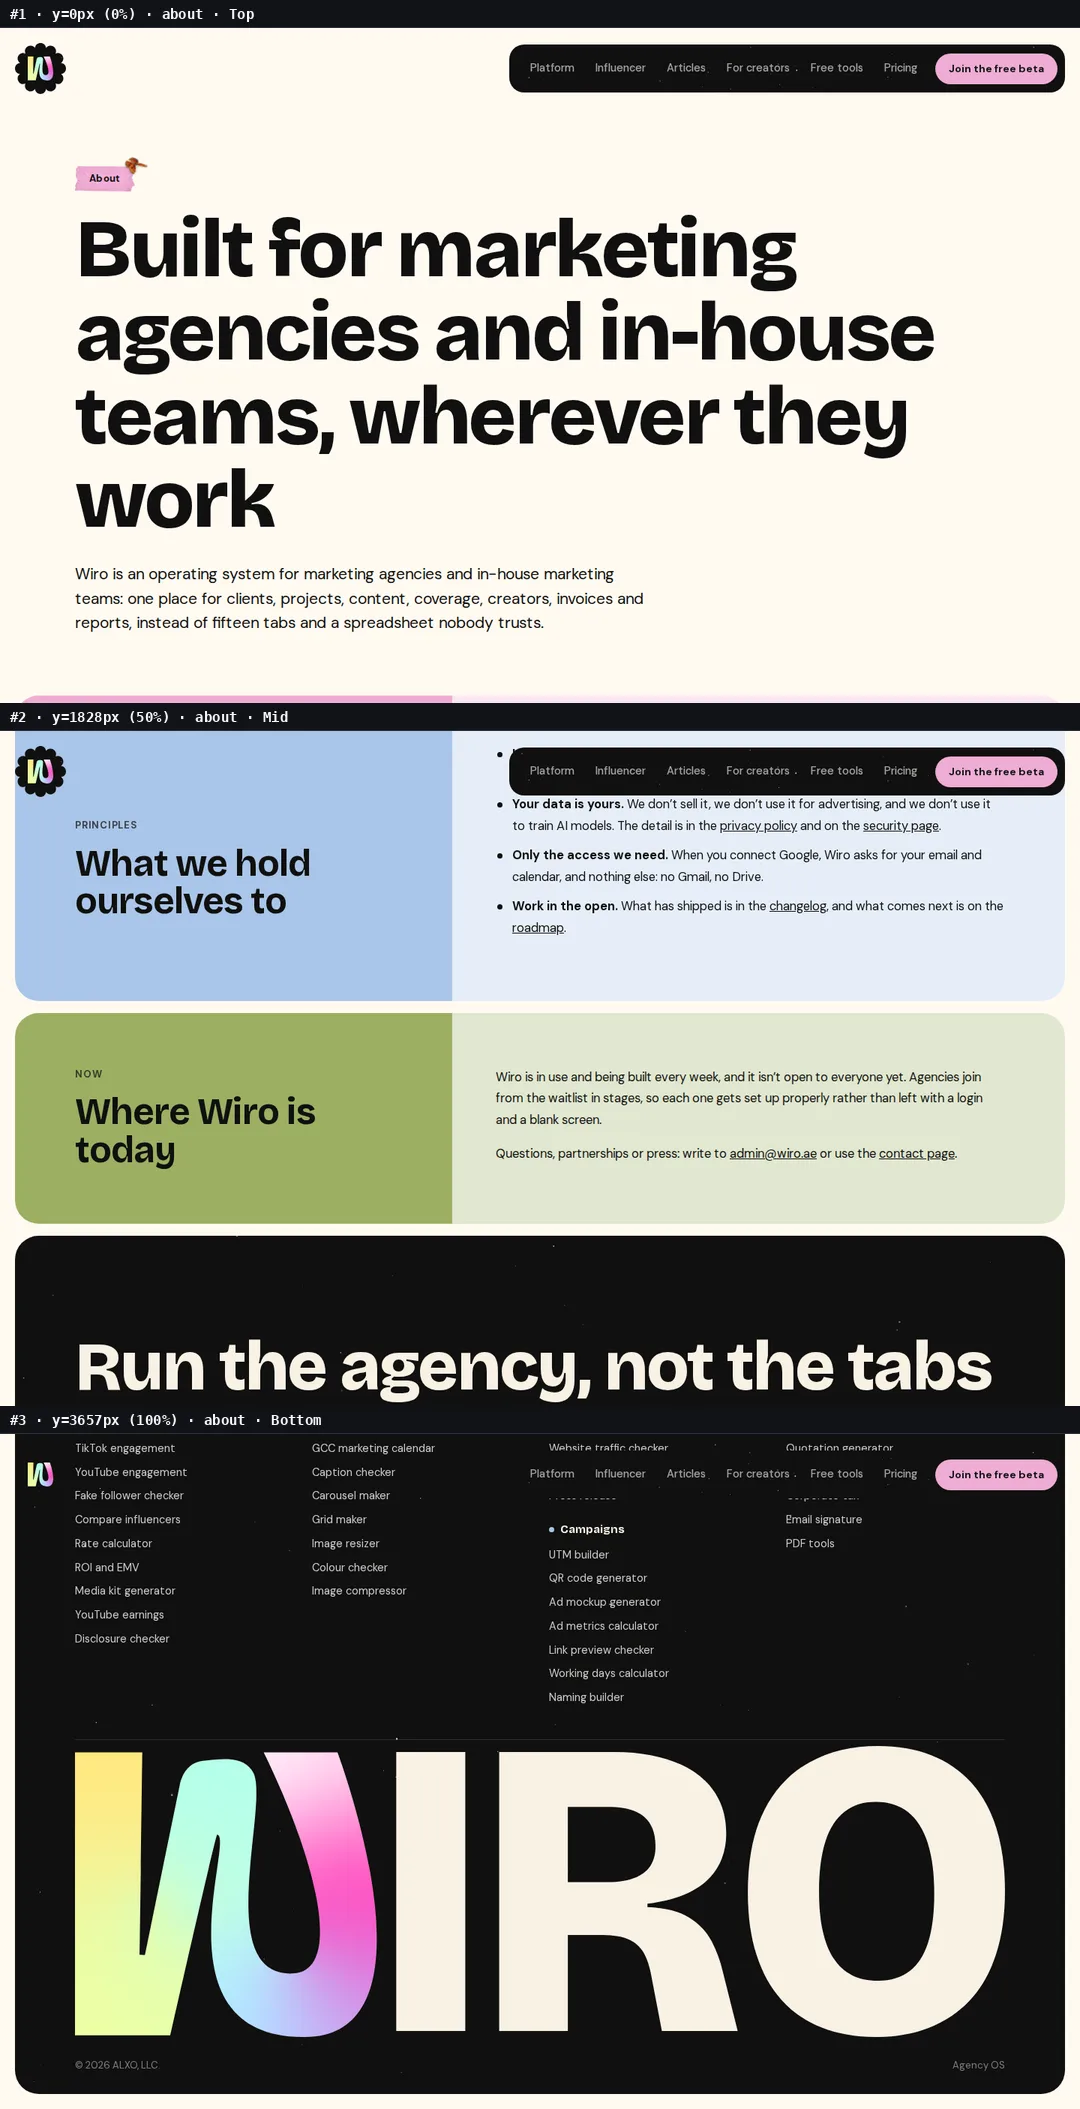 #1 · y=0px (0%) · about · Top
Platform Influencer Articles For creators Free tools Pricing Join the free beta
About
Built for marketing
agencies and in-house
teams, wherever they
work
Wiro is an operating system for marketing agencies and in-house marketing
teams: one place for clients, projects, content, coverage, creators, invoices and
reports, instead of fifteen tabs and a spreadsheet nobody trusts.
#2 · y=1828px (50%) · about · Mid
Platform Influencer Articles For creators Free tools Pricing Join the free beta
PRINCIPLES
What we hold
ourselves to
Your data is yours. We don't sell it, we don't use it for advertising, and we don't use it
to train AI models. The detail is in the privacy policy and on the security page.
Only the access we need. When you connect Google, Wiro asks for your email and
calendar, and nothing else: no Gmail, no Drive.
Work in the open. What has shipped is in the changelog, and what comes next is on the
roadmap.
NOW
Where Wiro is
today
Wiro is in use and being built every week, and it isn't open to everyone yet. Agencies join
from the waitlist in stages, so each one gets set up properly rather than left with a login
and a blank screen.
Questions, partnerships or press: write to admin@wiro.ae or use the contact page.
Run the agency, not the tabs
#3 · y=3657px (100%) · about · Bottom
Platform Influencer Articles For creators Free tools Pricing Join the free beta
TikTok engagement
YouTube engagement
Fake follower checker
Compare influencers
Rate calculator
ROI and EMV
Media kit generator
YouTube earnings
Disclosure checker
GCC marketing calendar
Caption checker
Carousel maker
Grid maker
Image resizer
Colour checker
Image compressor
Website traffic checker
Campaigns
UTM builder
QR code generator
Ad mockup generator
Ad metrics calculator
Link preview checker
Working days calculator
Naming builder
Quotation generator
Email signature
PDF tools
WIRO
© 2026 ALXO, LLC.
Agency OS